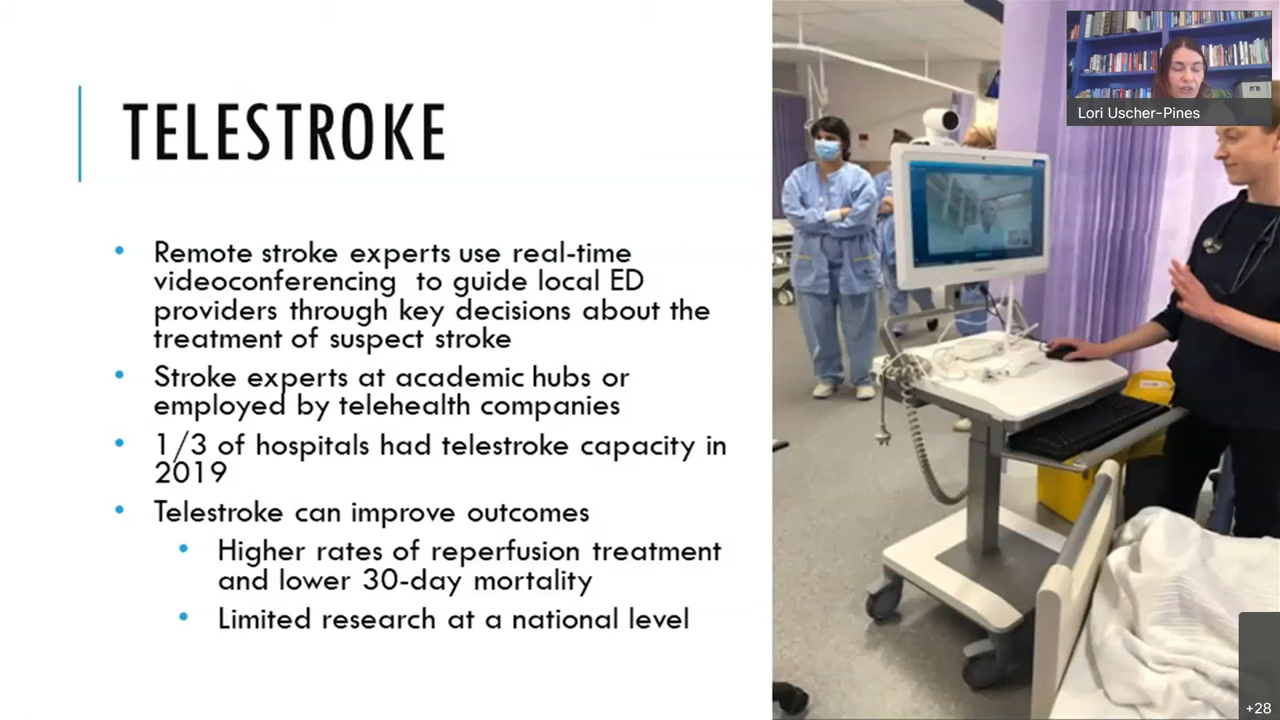 TELESTROKE
Remote stroke experts use real-time
videoconferencing to guide local ED
providers through key decisions about the
treatment of suspect stroke
Stroke experts at academic hubs or
employed by telehealth companies
1/3 of hospitals had telestroke capacity in
2019
Telestroke can improve outcomes
Higher rates of reperfusion treatment
and lower 30-day mortality
Limited research at a national level
Lori Uscher-Pines
+28